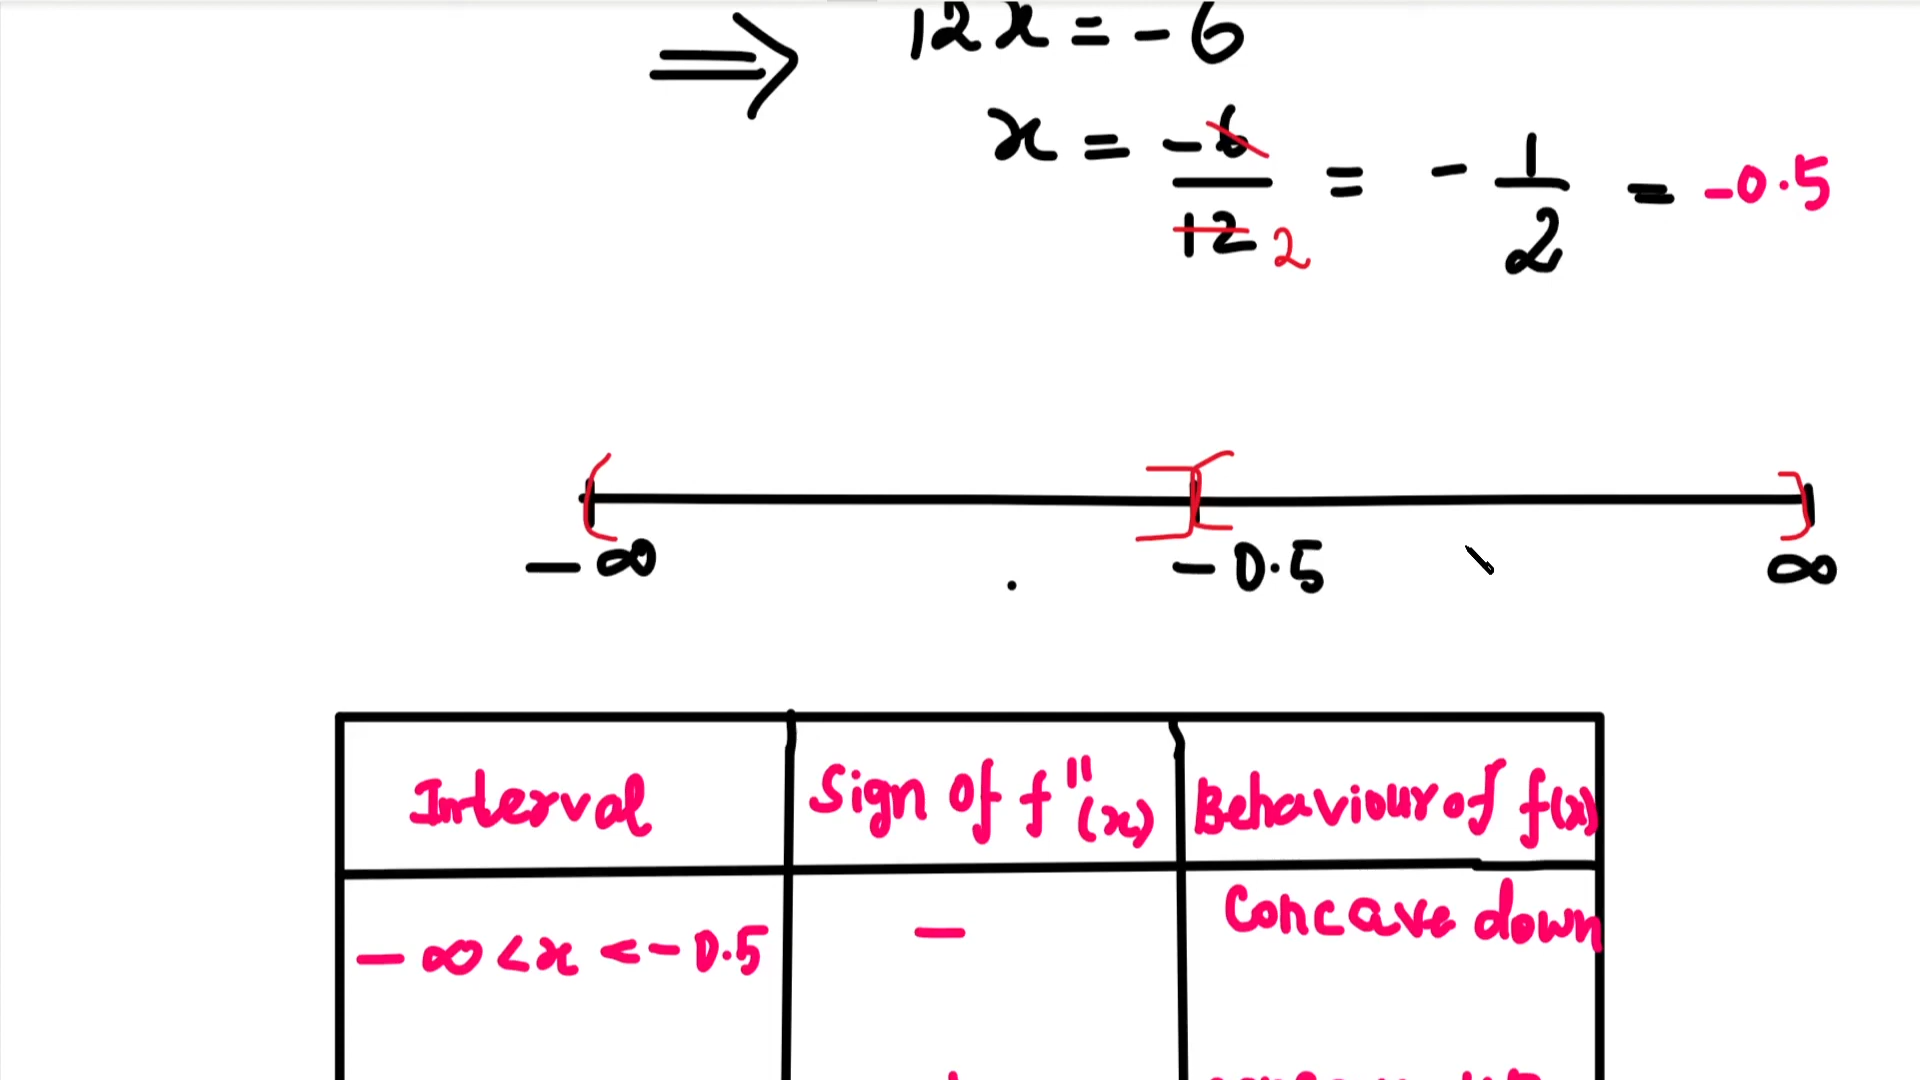 ⟹ 12x = - 6
x = -6/12 2 = - 1/2 = -0.5
- ∞ - 0.5 ∞
Interval Sign of f"(x) Behaviour of f(x)
- ∞ < x < - 0.5 - Concave down